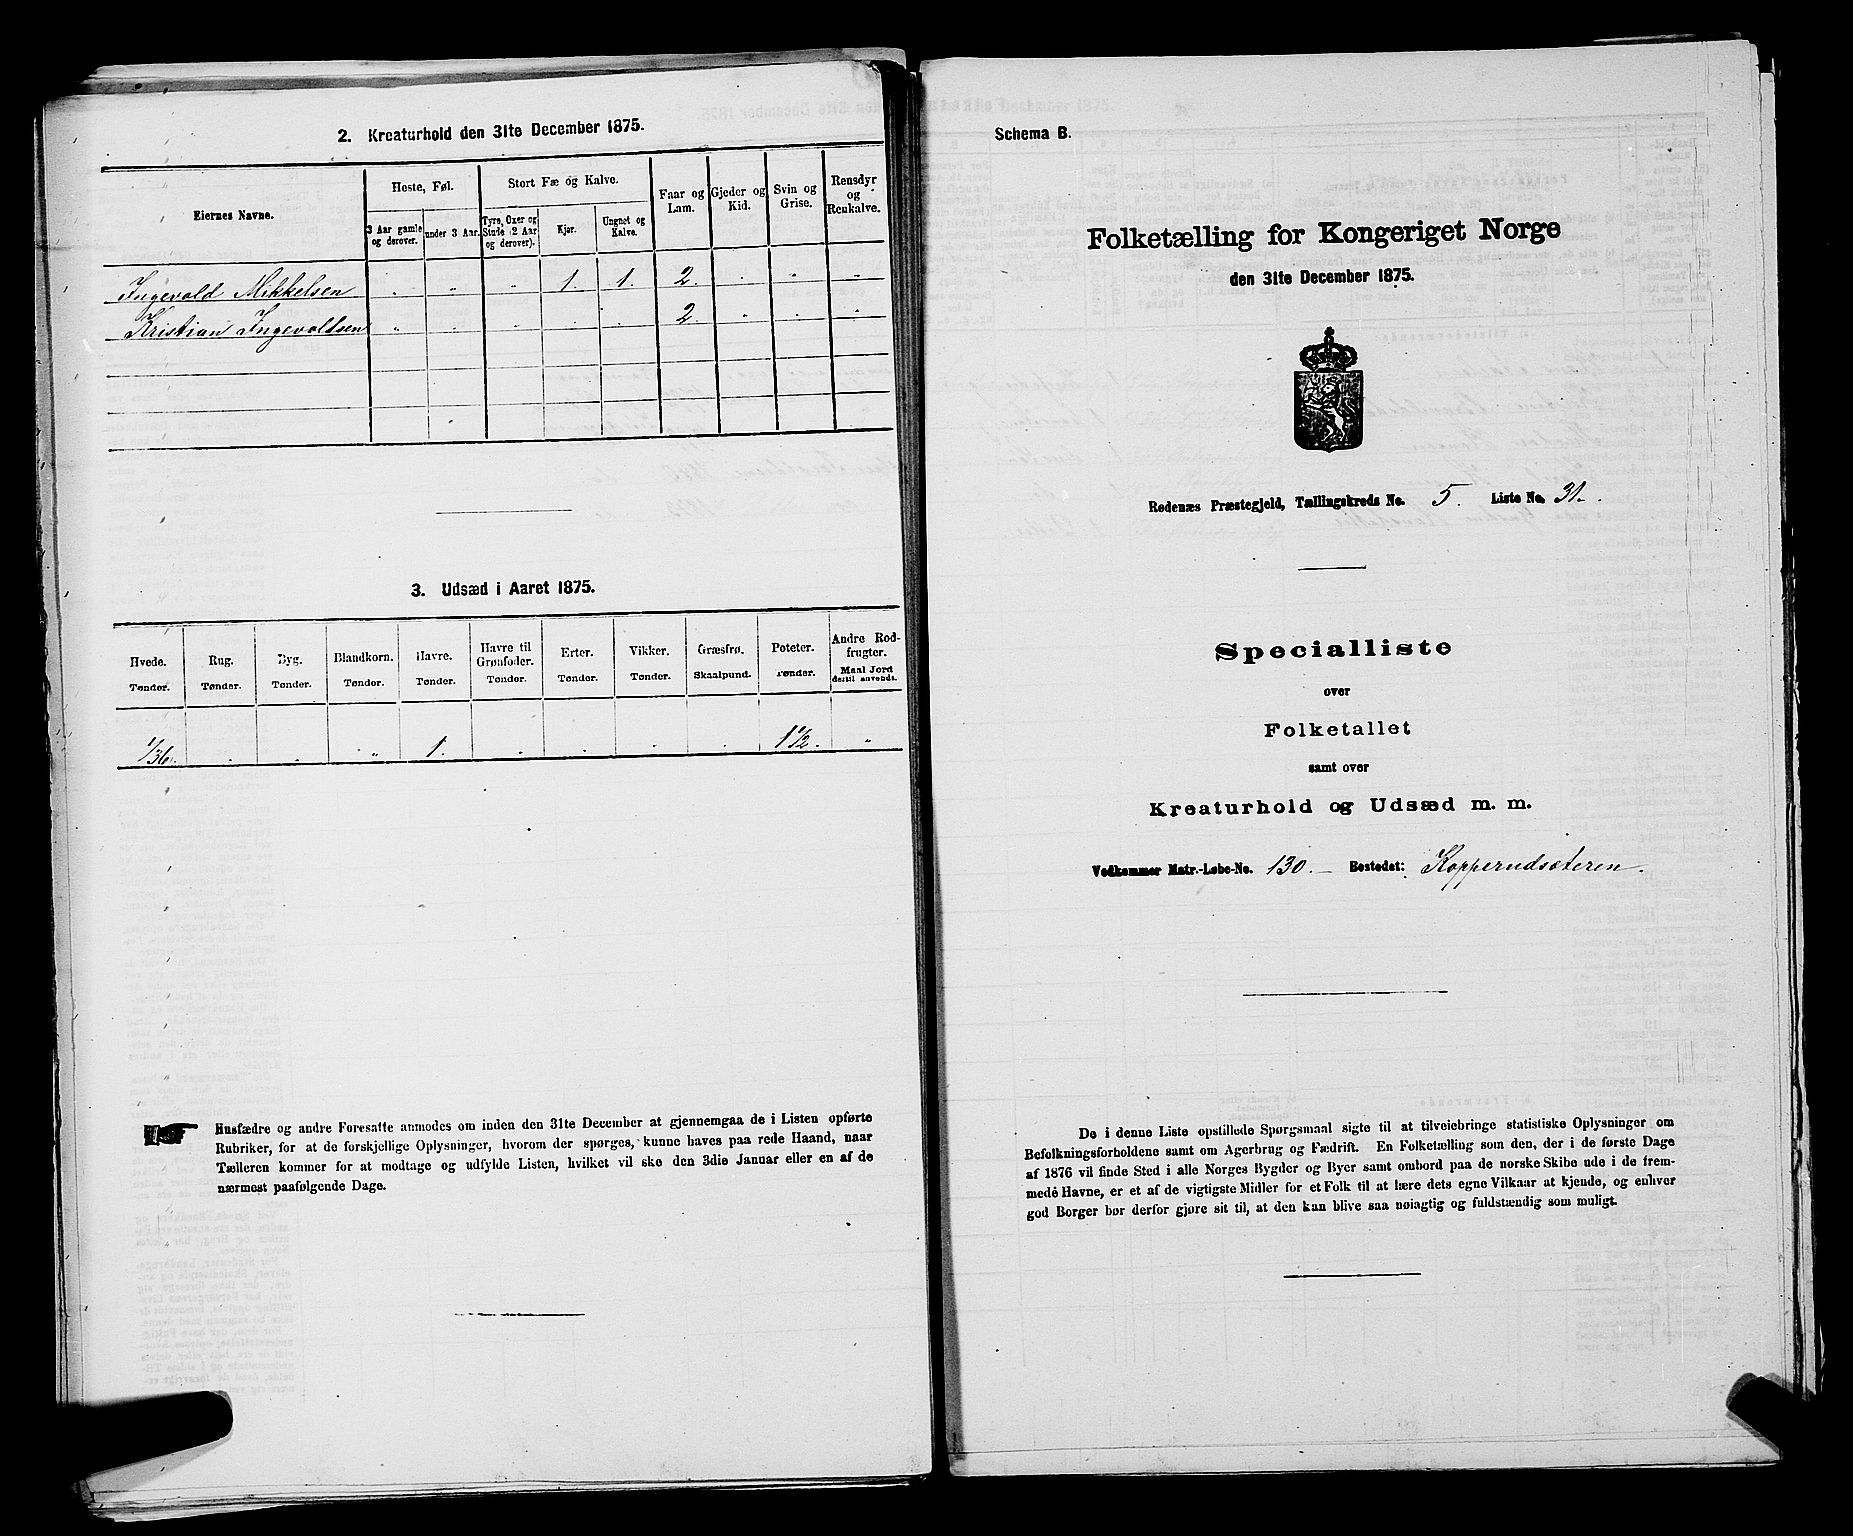 2. Kreaturhold den 31te December 1875.
Eiernes Navne.
Heste, Føl.
Stort Fæ og Kalve.
Faar og Lam.
Gjeder og Kid.
Svin og Grise.
Rensdyr og Renkalve.
3 Aar gamle og derover.
under 3 Aar.
Tyre, Oxer og Stude (2 Aar og derover).
Kjør.
Ungnet og Kalve.
Ingevold Mikkelsen " " " 1. 1. 2. " " "
Kristian Ingevoldsen " " " " " 2. " " "
3. Udsæd i Aaret 1875.
Hvede. Tønder.
Rug. Tønder.
Byg. Tønder.
Blandkorn. Tønder.
Havre. Tønder.
Havre til Grønfoder. Tønder.
Erter. Tønder.
Vikker. Tønder.
Græsfrø. Skaalpund.
Poteter. Tønder.
Andre Rodfrugter. Maal Jord dertil anvendt.
1/36. . . " 1. . . . . 1 1/2. "
Husfædre og andre Foresatte anmodes om inden den 31te December at gjennemgaa de i Listen opførte
Rubriker, for at de forskjellige Oplysninger, hvorom der spørges, kunne haves paa rede Haand, naar
Tælleren kommer for at modtage og udfylde Listen, hvilket vil ske den 3die Januar eller en af de
nærmest paafølgende Dage.
Schema B.
Folketælling for Kongeriget Norge
den 31te December 1875.
Rødenæs Præstegjeld, Tællingskreds No. 5. Liste No. 31.
Specialliste
over
Folketallet
samt over
Kreaturhold og Udsæd m. m.
Vedkommer Matr.-Løbe-No. 130. Bostedet: Kopperudsæteren.
De i denne Liste opstillede Spørgsmaal sigte til at tilveiebringe statistiske Oplysninger om
Befolkningsforholdene samt om Agerbrug og Fædrift. En Folketælling som den, der i de første Dage
af 1876 vil finde Sted i alle Norges Bygder og Byer samt ombord paa de norske Skibe ude i de frem-
mede Havne, er et af de vigtigste Midler for et Folk til at lære dets egne Vilkaar at kjende, og enhver
god Borger bør derfor gjøre sit til, at den kan blive saa nøiagtig og fuldstændig som muligt.